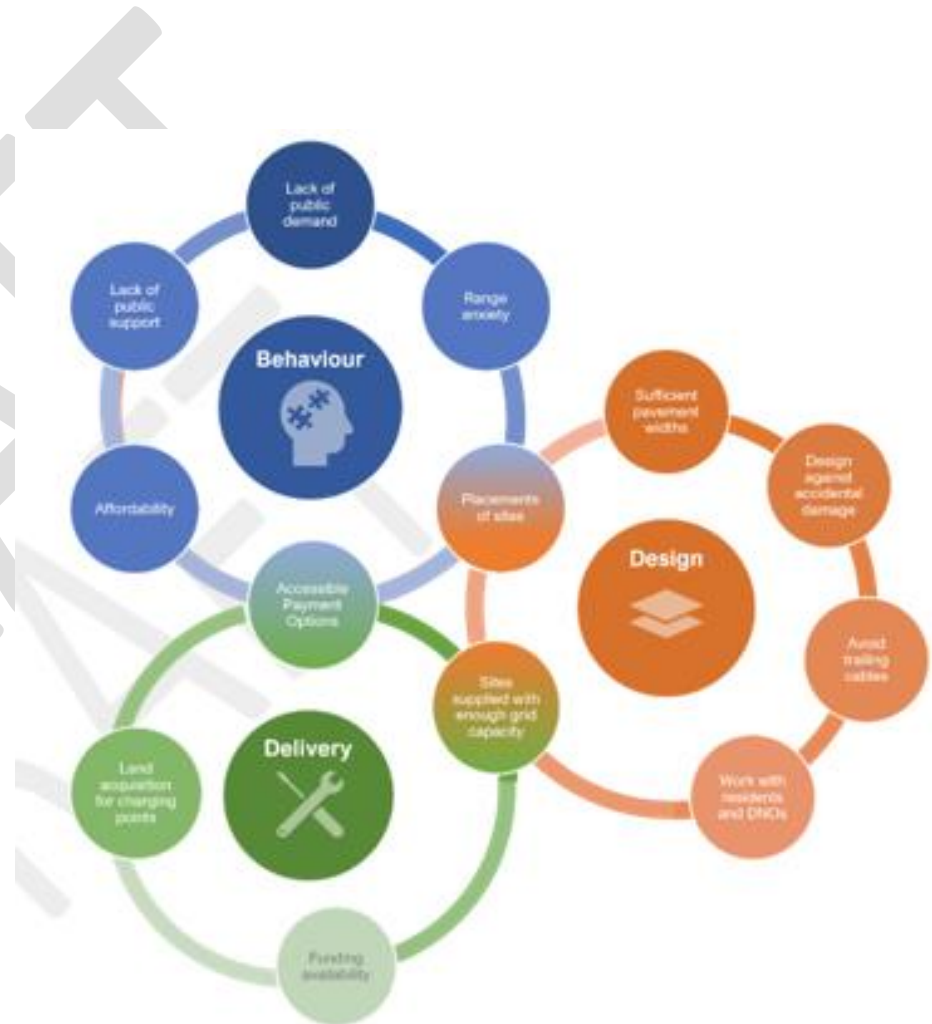 Lack of
public
demand
Lack of
public
support
Range
anxiety
Behaviour
Affordability
Placements
of sites
Accessible
Payment
Options
Sufficient
pavement
widths
Design
against
accidental
damage
Design
Avoid
trailing
cables
Work with
residents
and DNOs
Sites
supplied with
enough grid
capacity
Delivery
Land
acquisition
for charging
points
Funding
availability